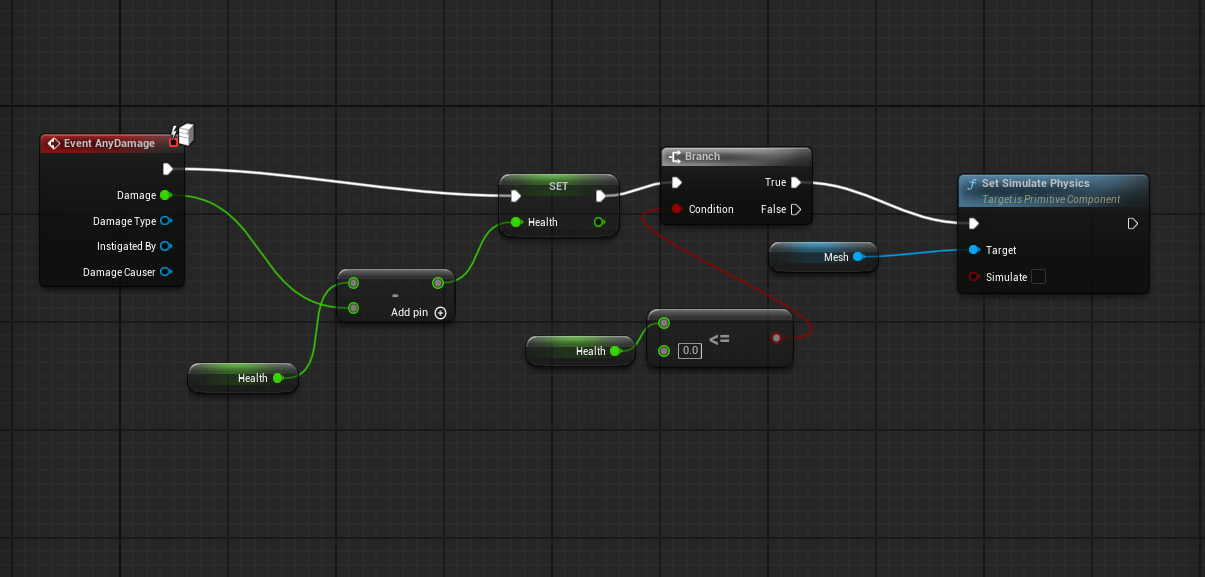 Event AnyDamage
Damage
Damage Type
Instigated By
Damage Causer
Health
-
Add pin
SET
Health
Branch
True
Condition
False
Health
<=
0.0
Mesh
f Set Simulate Physics
Target is Primitive Component
Target
Simulate